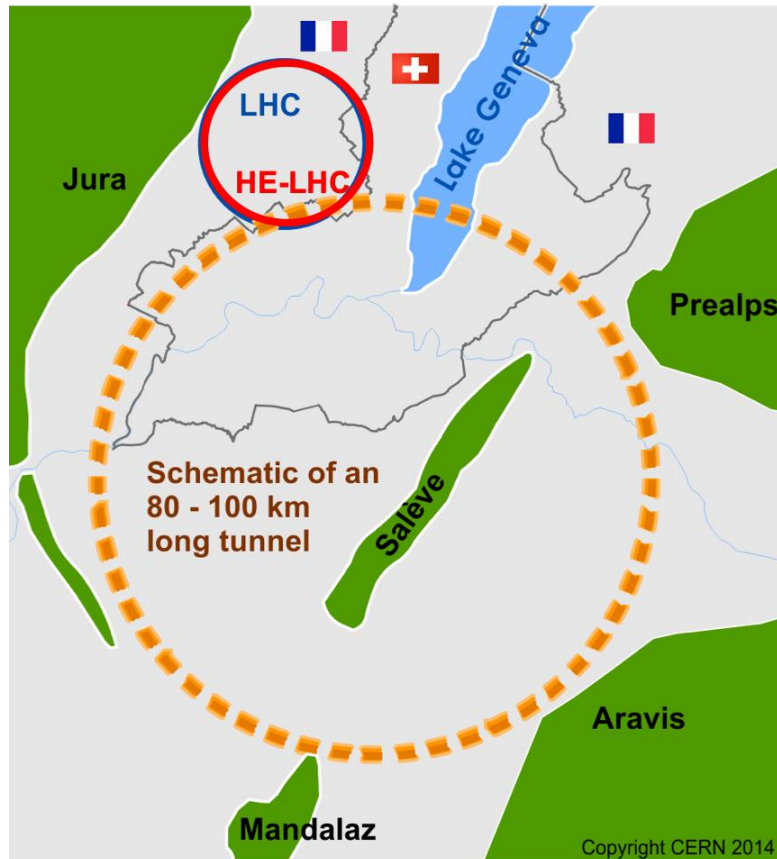 LHC
HE-LHC
Lake Geneva
Jura
Prealps
Schematic of an
80 - 100 km
long tunnel
Salève
Aravis
Mandalaz
Copyright CERN 2014